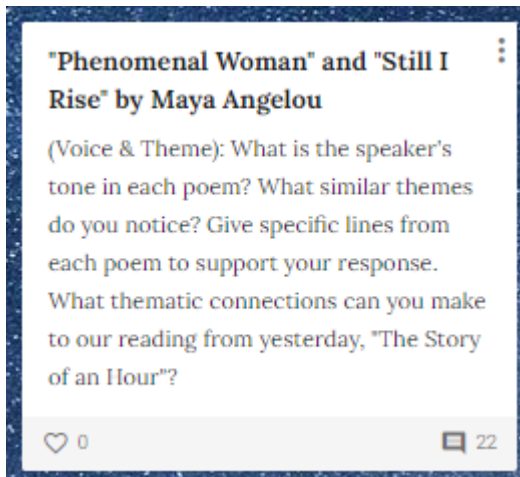 "Phenomenal Woman" and "Still I
Rise" by Maya Angelou
(Voice & Theme): What is the speaker's
tone in each poem? What similar themes
do you notice? Give specific lines from
each poem to support your response.
What thematic connections can you make
to our reading from yesterday, "The Story
of an Hour"?
0 22